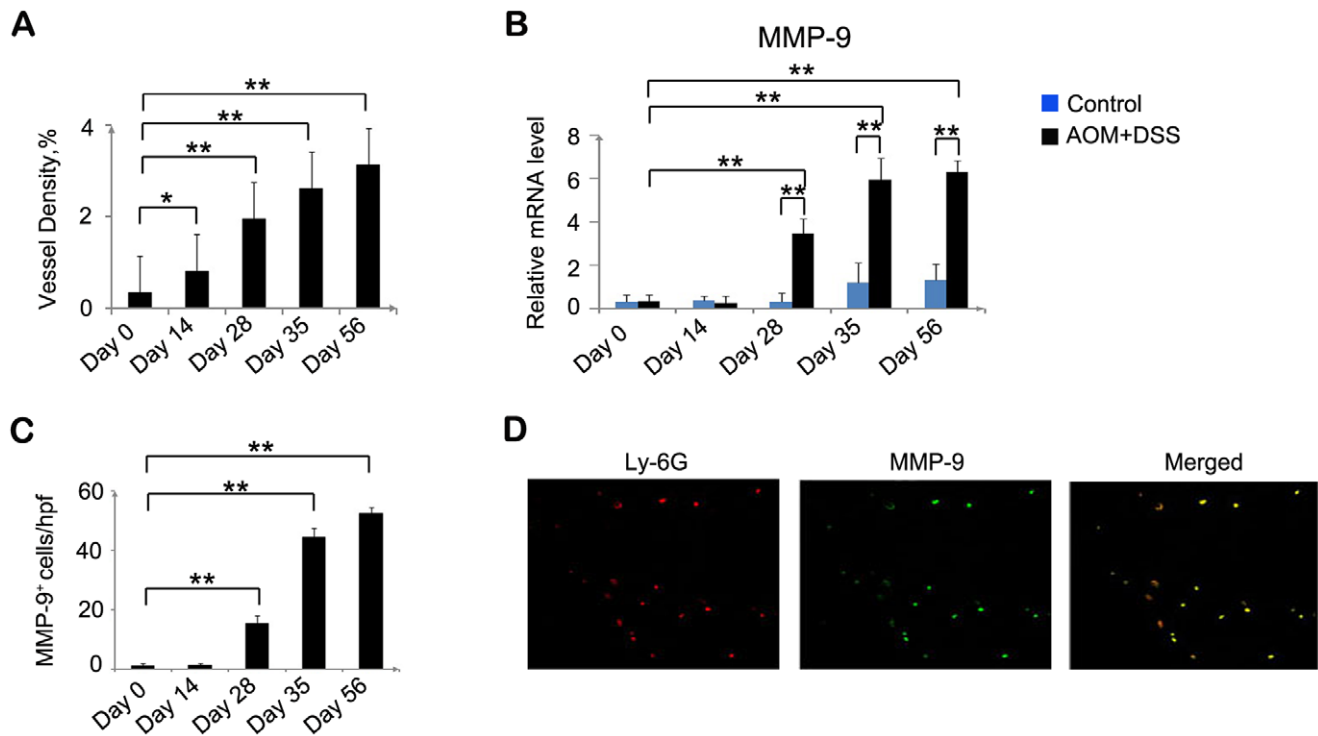 A
Vessel Density,%
4
2
0
*
**
**
**
Day 0
Day 14
Day 28
Day 35
Day 56
B
MMP-9
Relative mRNA level
8
6
4
2
0
**
**
**
**
**
**
Day 0
Day 14
Day 28
Day 35
Day 56
Control
AOM+DSS
C
MMP-9⁺ cells/hpf
60
40
20
0
**
**
**
Day 0
Day 14
Day 28
Day 35
Day 56
D
Ly-6G
MMP-9
Merged